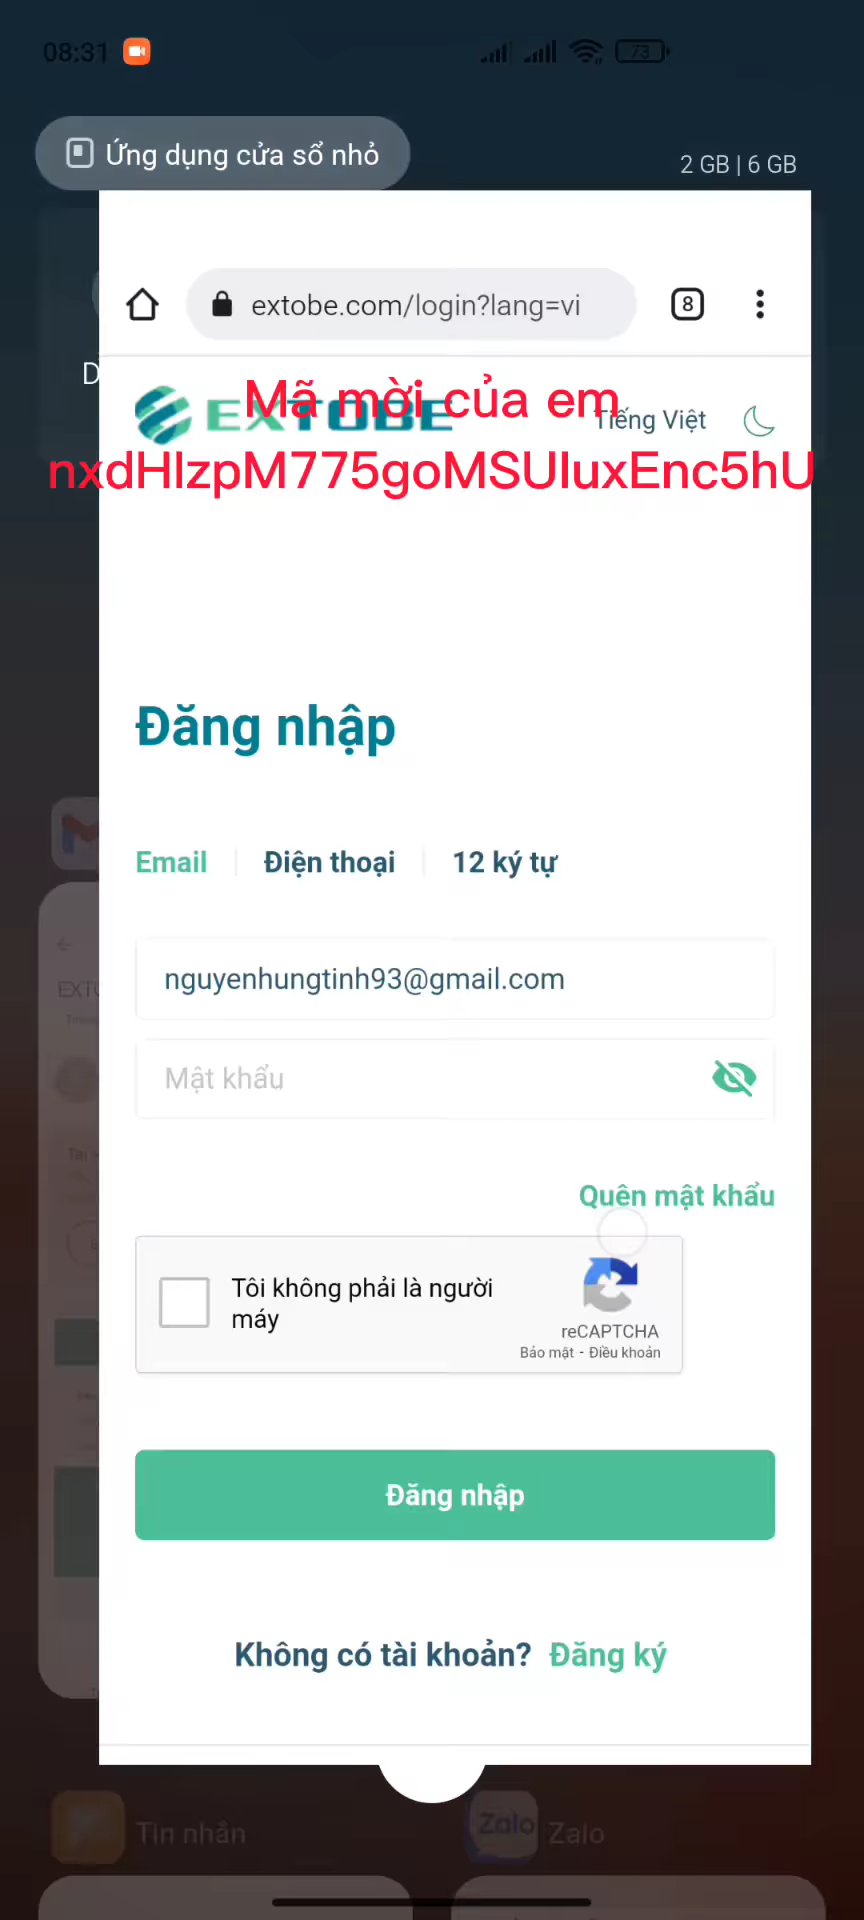 08:31
73
Ứng dụng cửa sổ nhỏ
2 GB | 6 GB
extobe.com/login?lang=vi
8
Mã mời của em
EXTOBE
Tiếng Việt
nxdHIzpM775goMSUIuxEnc5hU
Đăng nhập
Email
Điện thoại
12 ký tự
nguyenhungtinh93@gmail.com
Mật khẩu
Quên mật khẩu
Tôi không phải là người
máy
reCAPTCHA
Bảo mật - Điều khoản
Đăng nhập
Không có tài khoản? Đăng ký
Tin nhắn
Zalo
Zalo